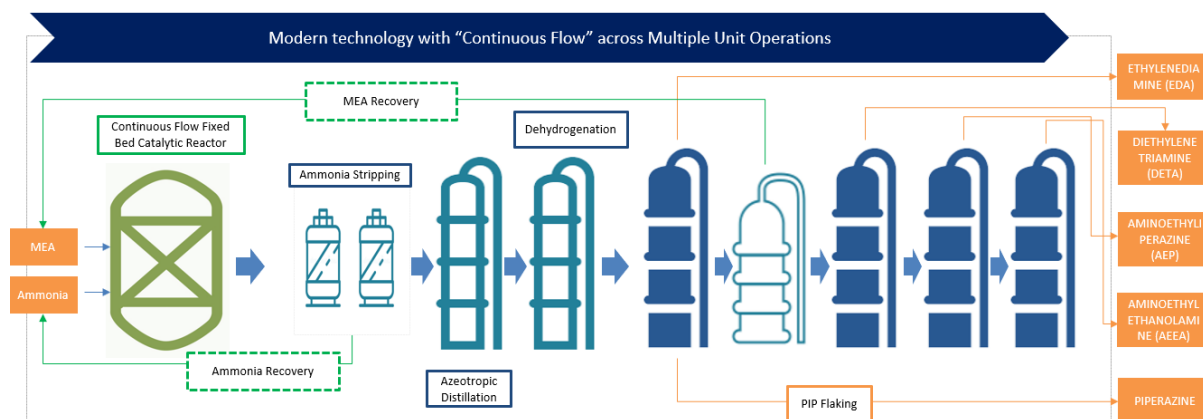 Modern technology with “Continuous Flow” across Multiple Unit Operations
ETHYLENEDIA
MINE (EDA)
MEA Recovery
Continuous Flow Fixed
Bed Catalytic Reactor
Dehydrogenation
DIETHYLENE
TRIAMINE
(DETA)
Ammonia Stripping
AMINOETHYLI
PERAZINE
(AEP)
MEA
Ammonia
AMINOETHYL
ETHANOLAMI
NE (AEEA)
Ammonia Recovery
Azeotropic
Distillation
PIP Flaking
PIPERAZINE